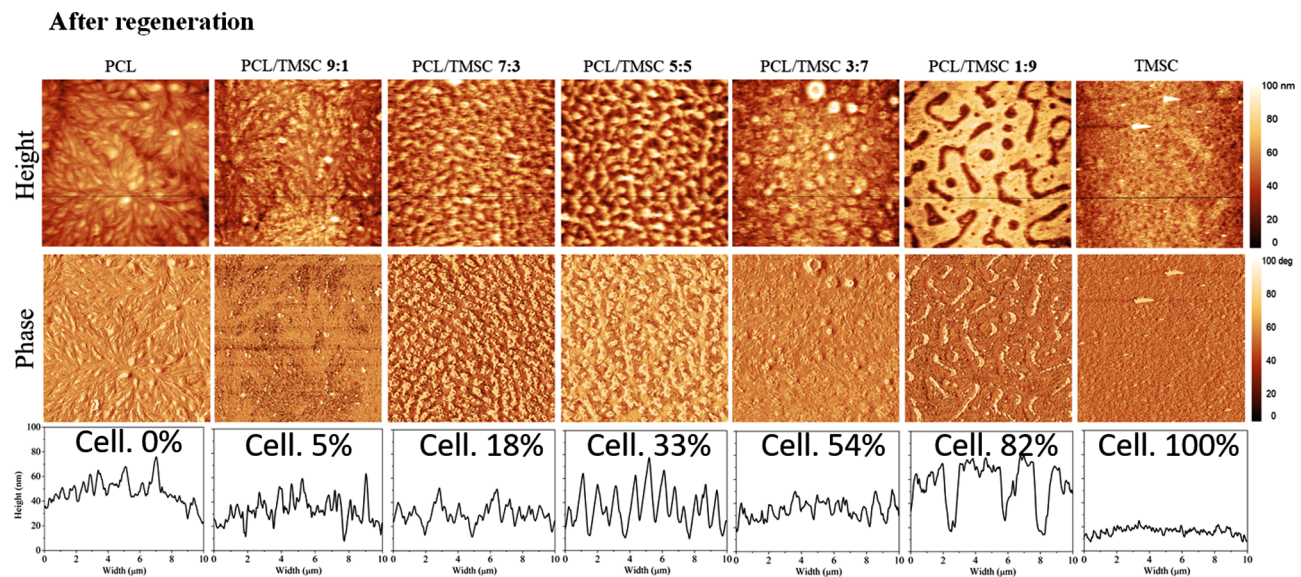 After regeneration
PCL PCL/TMSC 9:1 PCL/TMSC 7:3 PCL/TMSC 5:5 PCL/TMSC 3:7 PCL/TMSC 1:9 TMSC
Height
100 nm
80
60
40
20
0
Phase
100 deg
80
60
40
20
0
Cell. 0% Cell. 5% Cell. 18% Cell. 33% Cell. 54% Cell. 82% Cell. 100%
Height (nm)
100
80
60
40
20
0
0 2 4 6 8 10 0 2 4 6 8 10 0 2 4 6 8 10 0 2 4 6 8 10 0 2 4 6 8 10 0 2 4 6 8 10 0 2 4 6 8 10
Width (μm) Width (μm) Width (μm) Width (μm) Width (μm) Width (μm) Width (μm)